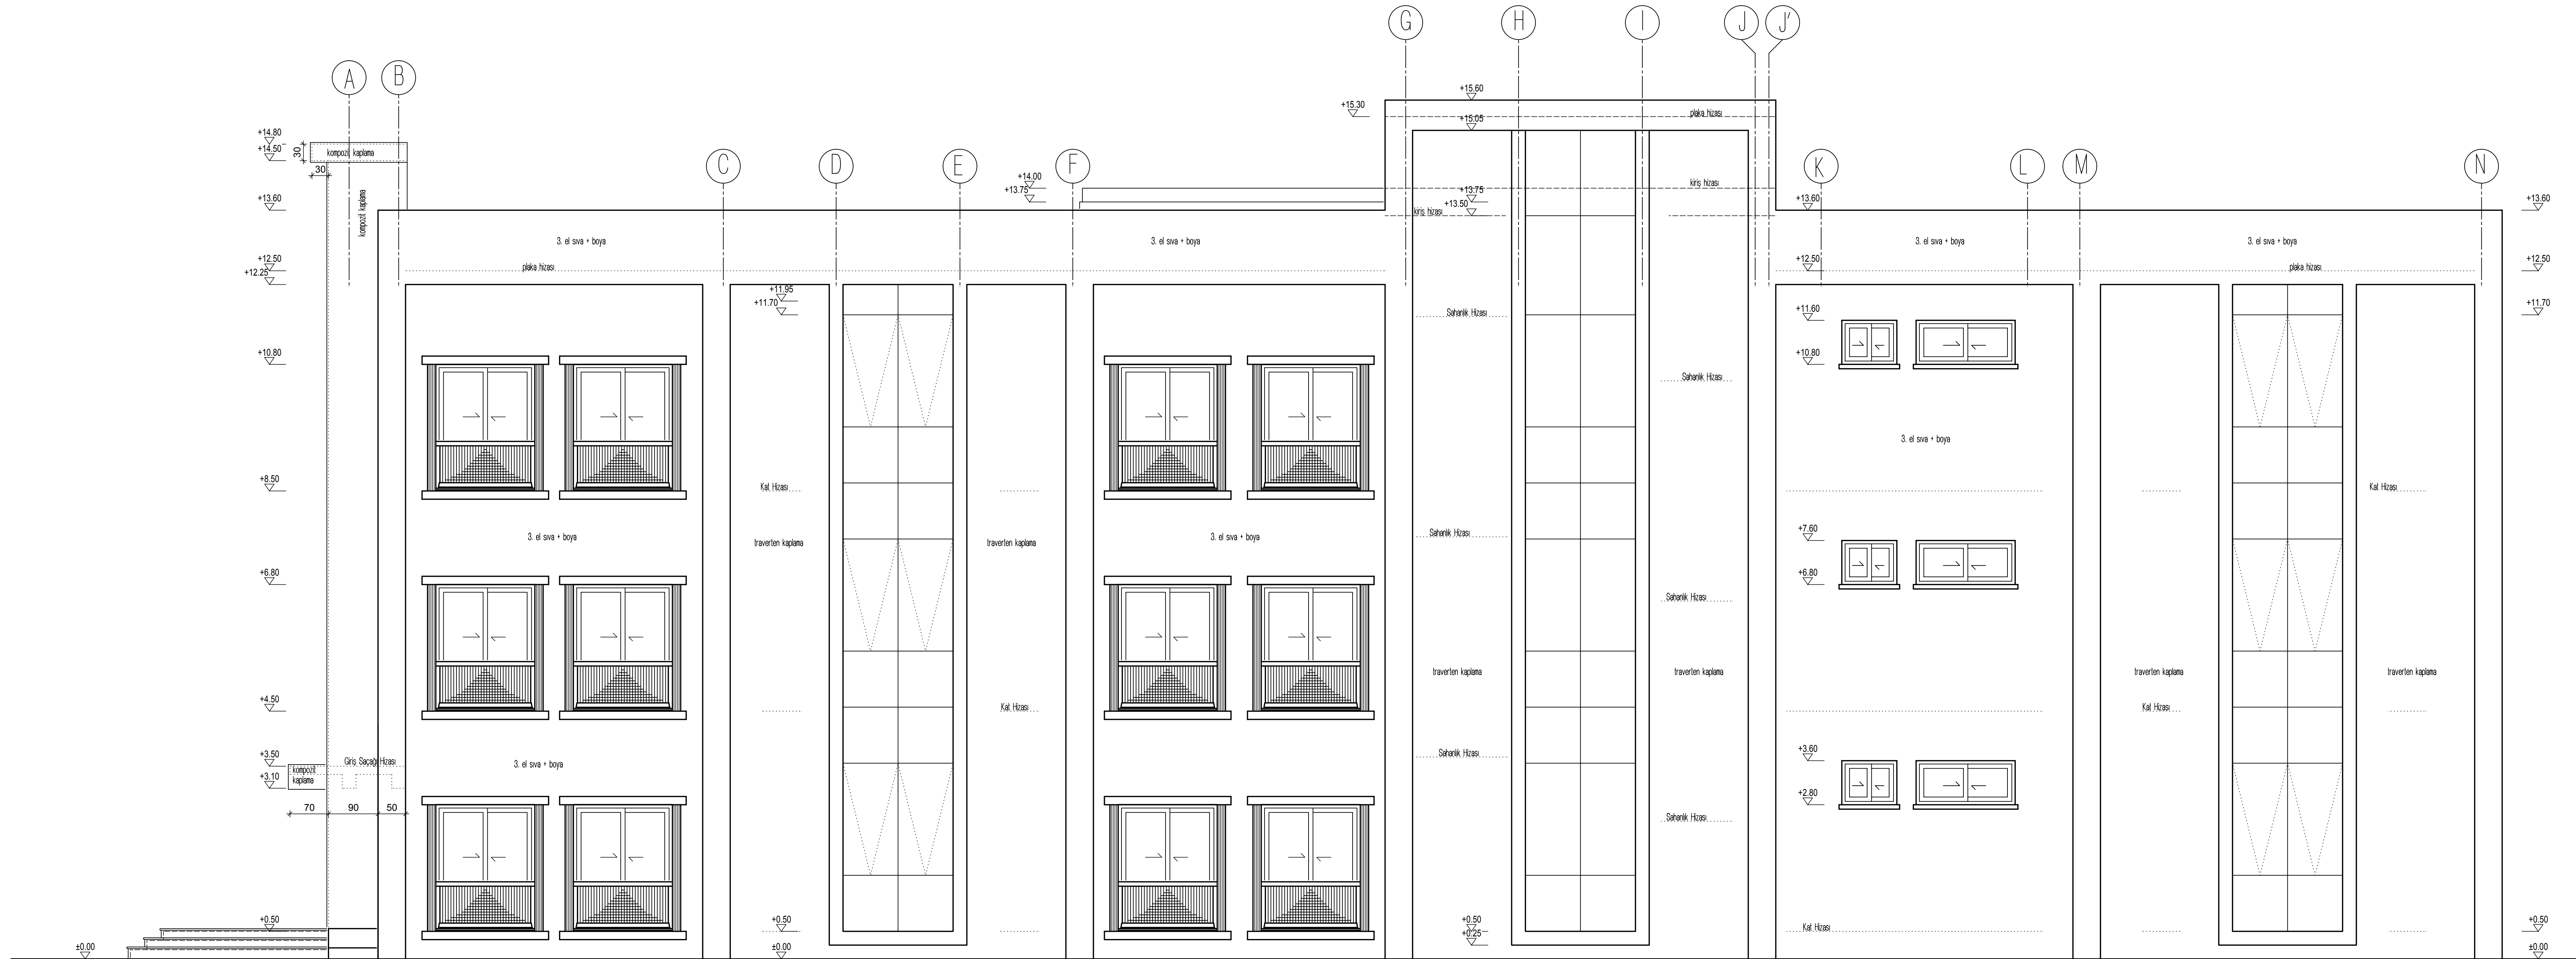 G H I J J'
A B
+15.60
+15.30
plaka hizası
+15.05
+14.80
30
+14.50
kompozit kaplama
C D E F
K L M N
30
+14.00
+13.75
kiriş hizası
+13.75
+13.60
kompozit kaplama
kiriş hizası
+13.50
+13.60
+13.60
3. el sıva + boya
3. el sıva + boya
3. el sıva + boya
3. el sıva + boya
+12.50
+12.25
plaka hizası
+12.50
plaka hizası
+12.50
+11.95
+11.70
Sahanlık Hizası
+11.60
+11.70
+10.80
+10.80
Sahanlık Hizası
3. el sıva + boya
+8.50
Kat Hizası
Kat Hizası
3. el sıva + boya
traverten kaplama
traverten kaplama
3. el sıva + boya
Sahanlık Hizası
+7.60
+6.80
+6.80
Sahanlık Hizası
traverten kaplama
traverten kaplama
traverten kaplama
traverten kaplama
+4.50
Kat Hizası
Kat Hizası
+3.50
Giriş Saçağı Hizası
3. el sıva + boya
Sahanlık Hizası
+3.60
kompozit
kaplama
+3.10
+2.80
70 90 50
Sahanlık Hizası
+0.50
+0.50
+0.50
Kat Hizası
+0.50
+0.25
±0.00
±0.00
±0.00